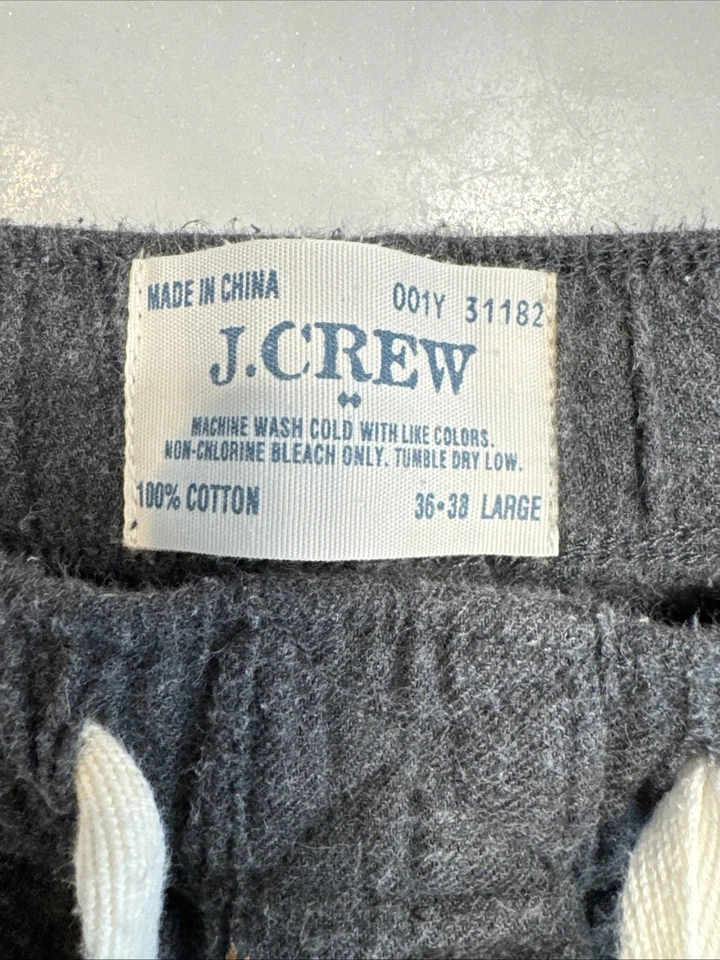 MADE IN CHINA 001Y 31182
J.CREW
MACHINE WASH COLD WITH LIKE COLORS.
NON-CHLORINE BLEACH ONLY. TUMBLE DRY LOW.
100% COTTON 36•38 LARGE